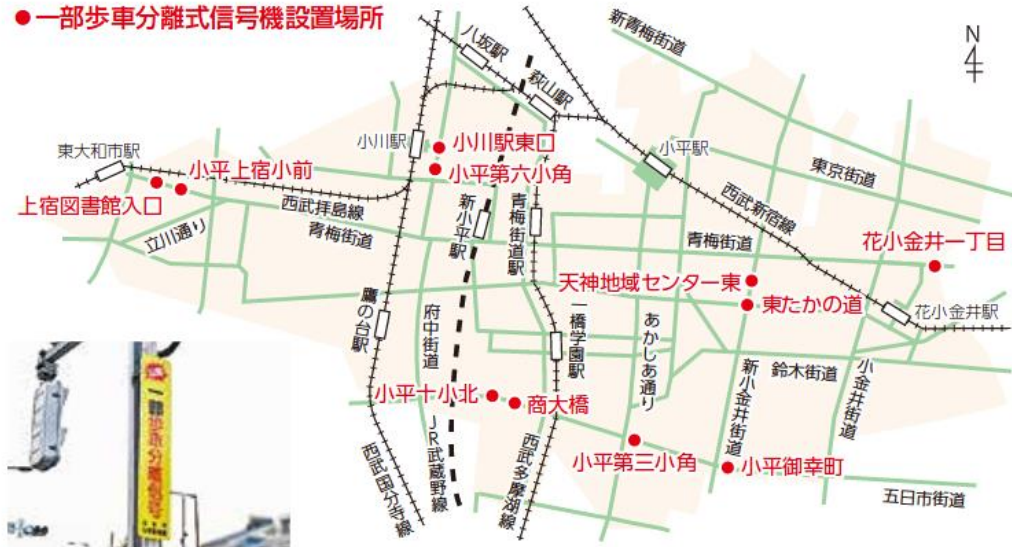 ●一部歩車分離式信号機設置場所
新青梅街道
N
八坂駅
萩山駅
小川駅
小川駅東口
小平駅
東大和市駅
小平上宿小前
小平第六小角
東京街道
上宿図書館入口
西武拝島線
新小平駅
青梅街道駅
西武新宿線
立川通り
青梅街道
青梅街道
花小金井一丁目
天神地域センター東
東たかの道
花小金井駅
鷹の台駅
府中街道
一橋学園駅
あかしあ通り
新小金井街道
鈴木街道
小金井街道
小平十小北
商大橋
小平第三小角
小平御幸町
五日市街道
西武国分寺線
JR武蔵野線
西武多摩湖線
一部歩車分離信号